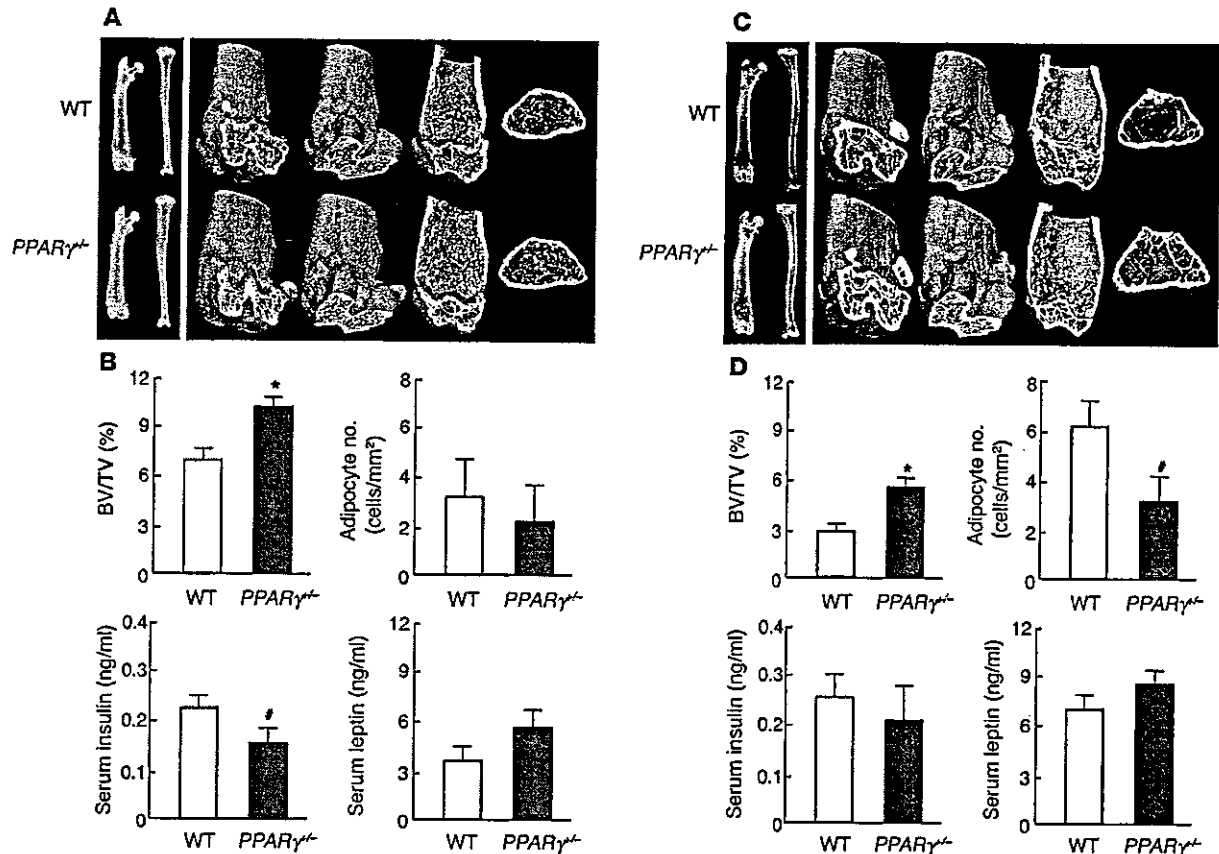 A
WT
PPARγ+/-
B
BV/TV (%)
12
9
6
3
0
*
WT PPARγ+/-
Adipocyte no.
(cells/mm²)
8
6
4
2
0
WT PPARγ+/-
Serum insulin (ng/ml)
0.4
0.3
0.2
0.1
0
#
WT PPARγ+/-
Serum leptin (ng/ml)
12
9
6
3
0
WT PPARγ+/-
C
WT
PPARγ+/-
D
BV/TV (%)
12
9
6
3
0
*
WT PPARγ+/-
Adipocyte no.
(cells/mm²)
8
6
4
2
0
#
WT PPARγ+/-
Serum insulin (ng/ml)
0.4
0.3
0.2
0.1
0
WT PPARγ+/-
Serum leptin (ng/ml)
12
9
6
3
0
WT PPARγ+/-